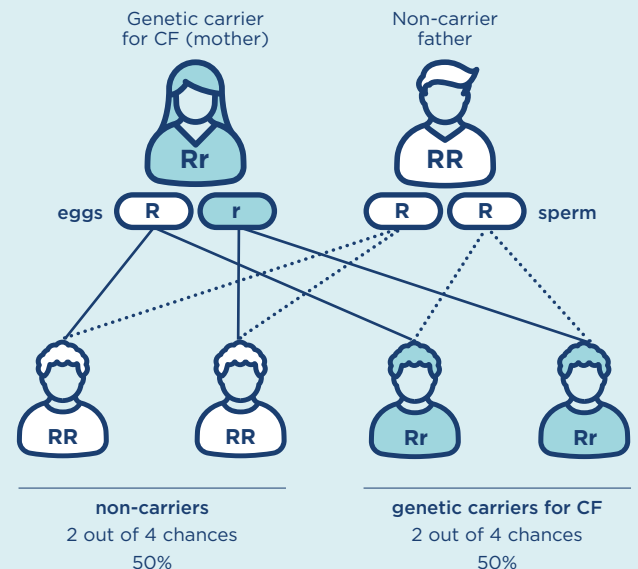 Genetic carrier
for CF (mother)
Non-carrier
father
Rr
RR
eggs
R
r
R
R
sperm
RR
RR
Rr
Rr
non-carriers
2 out of 4 chances
50%
genetic carriers for CF
2 out of 4 chances
50%